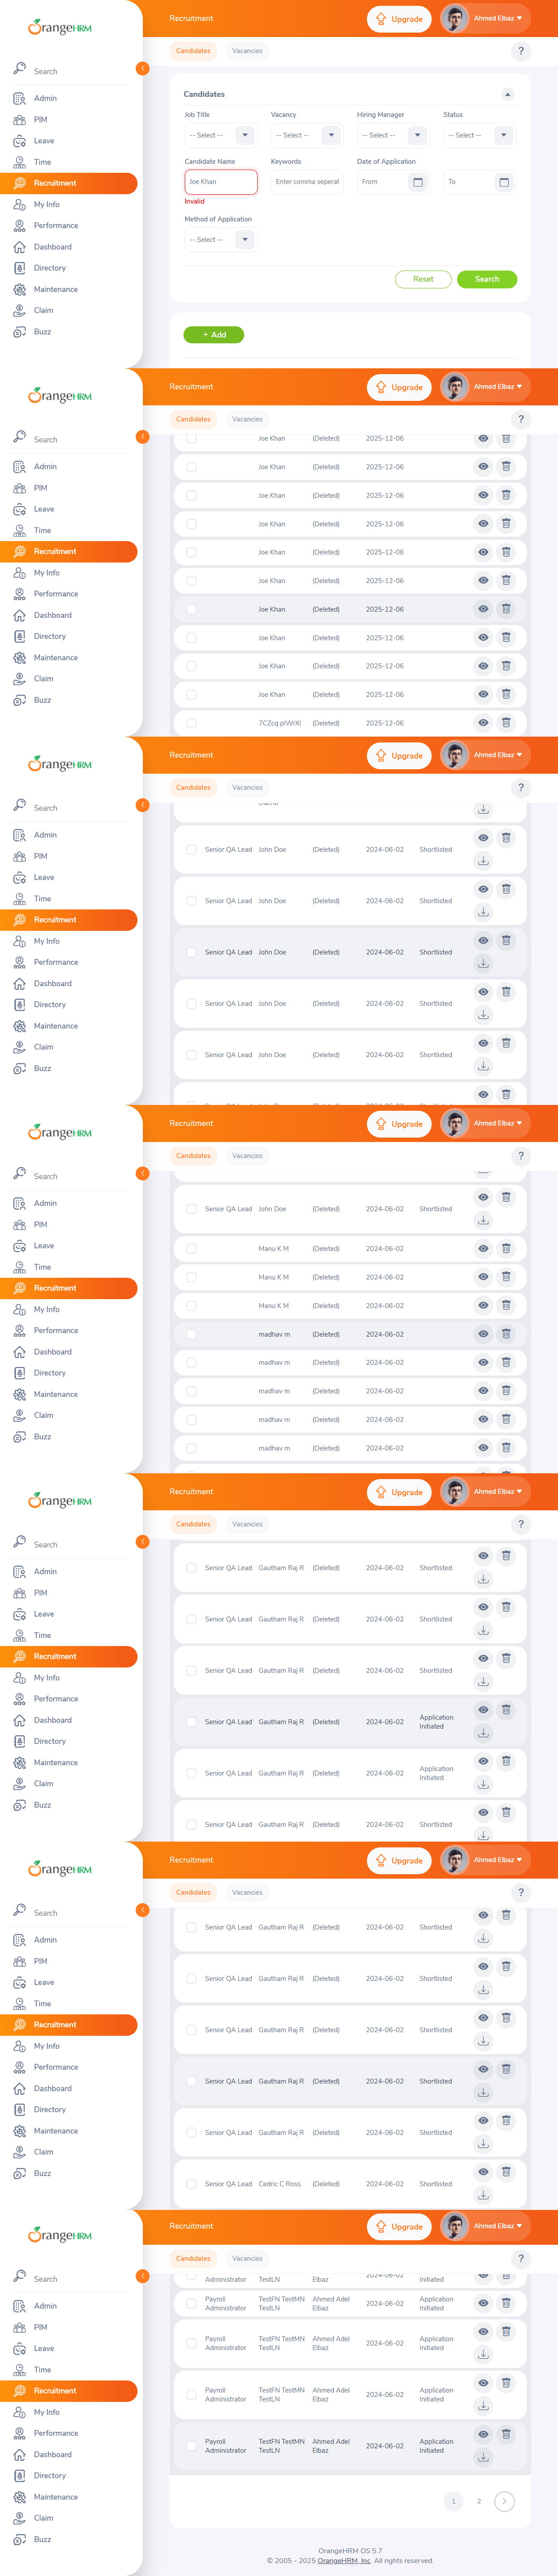 OrangeHRM
Search
Admin
PIM
Leave
Time
Recruitment
My Info
Performance
Dashboard
Directory
Maintenance
Claim
Buzz
Recruitment
Upgrade
Ahmed Elbaz
Candidates Vacancies ?
Candidates
Job Title Vacancy Hiring Manager Status
-- Select -- -- Select -- -- Select -- -- Select --
Candidate Name Keywords Date of Application
Joe Khan Enter comma seperat From To
Invalid
Method of Application
-- Select --
Reset Search
+ Add
OrangeHRM
Search
Admin
PIM
Leave
Time
Recruitment
My Info
Performance
Dashboard
Directory
Maintenance
Claim
Buzz
Recruitment
Upgrade
Ahmed Elbaz
Candidates Vacancies ?
Joe Khan (Deleted) 2025-12-06
Joe Khan (Deleted) 2025-12-06
Joe Khan (Deleted) 2025-12-06
Joe Khan (Deleted) 2025-12-06
Joe Khan (Deleted) 2025-12-06
Joe Khan (Deleted) 2025-12-06
Joe Khan (Deleted) 2025-12-06
Joe Khan (Deleted) 2025-12-06
Joe Khan (Deleted) 2025-12-06
Joe Khan (Deleted) 2025-12-06
(Deleted) 2025-12-06
OrangeHRM
Search
Admin
PIM
Leave
Time
Recruitment
My Info
Performance
Dashboard
Directory
Maintenance
Claim
Buzz
Recruitment
Upgrade
Ahmed Elbaz
Candidates Vacancies ?
Senior QA Lead John Doe (Deleted) 2024-06-02 Shortlisted
Senior QA Lead John Doe (Deleted) 2024-06-02 Shortlisted
Senior QA Lead John Doe (Deleted) 2024-06-02 Shortlisted
Senior QA Lead John Doe (Deleted) 2024-06-02 Shortlisted
Senior QA Lead John Doe (Deleted) 2024-06-02 Shortlisted
OrangeHRM
Search
Admin
PIM
Leave
Time
Recruitment
My Info
Performance
Dashboard
Directory
Maintenance
Claim
Buzz
Recruitment
Upgrade
Ahmed Elbaz
Candidates Vacancies ?
Senior QA Lead John Doe (Deleted) 2024-06-02 Shortlisted
Manu K M (Deleted) 2024-06-02
Manu K M (Deleted) 2024-06-02
Manu K M (Deleted) 2024-06-02
madhav m (Deleted) 2024-06-02
madhav m (Deleted) 2024-06-02
madhav m (Deleted) 2024-06-02
madhav m (Deleted) 2024-06-02
madhav m (Deleted) 2024-06-02
OrangeHRM
Search
Admin
PIM
Leave
Time
Recruitment
My Info
Performance
Dashboard
Directory
Maintenance
Claim
Buzz
Recruitment
Upgrade
Ahmed Elbaz
Candidates Vacancies ?
Senior QA Lead Gautham Raj R (Deleted) 2024-06-02 Shortlisted
Senior QA Lead Gautham Raj R (Deleted) 2024-06-02 Shortlisted
Senior QA Lead Gautham Raj R (Deleted) 2024-06-02 Shortlisted
Senior QA Lead Gautham Raj R (Deleted) 2024-06-02 Application
Initiated
Senior QA Lead Gautham Raj R (Deleted) 2024-06-02 Application
Initiated
Senior QA Lead Gautham Raj R (Deleted) 2024-06-02 Shortlisted
OrangeHRM
Search
Admin
PIM
Leave
Time
Recruitment
My Info
Performance
Dashboard
Directory
Maintenance
Claim
Buzz
Recruitment
Upgrade
Ahmed Elbaz
Candidates Vacancies ?
Senior QA Lead Gautham Raj R (Deleted) 2024-06-02 Shortlisted
Senior QA Lead Gautham Raj R (Deleted) 2024-06-02 Shortlisted
Senior QA Lead Gautham Raj R (Deleted) 2024-06-02 Shortlisted
Senior QA Lead Gautham Raj R (Deleted) 2024-06-02 Shortlisted
Senior QA Lead Gautham Raj R (Deleted) 2024-06-02 Shortlisted
Senior QA Lead Cedric C Ross (Deleted) 2024-06-02 Shortlisted
OrangeHRM
Search
Admin
PIM
Leave
Time
Recruitment
My Info
Performance
Dashboard
Directory
Maintenance
Claim
Buzz
Recruitment
Upgrade
Ahmed Elbaz
Candidates Vacancies ?
2024-06-02
Administrator TestLN Elbaz Initiated
Payroll TestFN TestMN Ahmed Adel 2024-06-02 Application
Administrator TestLN Elbaz Initiated
Payroll TestFN TestMN Ahmed Adel 2024-06-02 Application
Administrator TestLN Elbaz Initiated
Payroll TestFN TestMN Ahmed Adel 2024-06-02 Application
Administrator TestLN Elbaz Initiated
Payroll TestFN TestMN Ahmed Adel 2024-06-02 Application
Administrator TestLN Elbaz Initiated
1 2
OrangeHRM OS 5.7
© 2005 - 2025 OrangeHRM, Inc. All rights reserved.